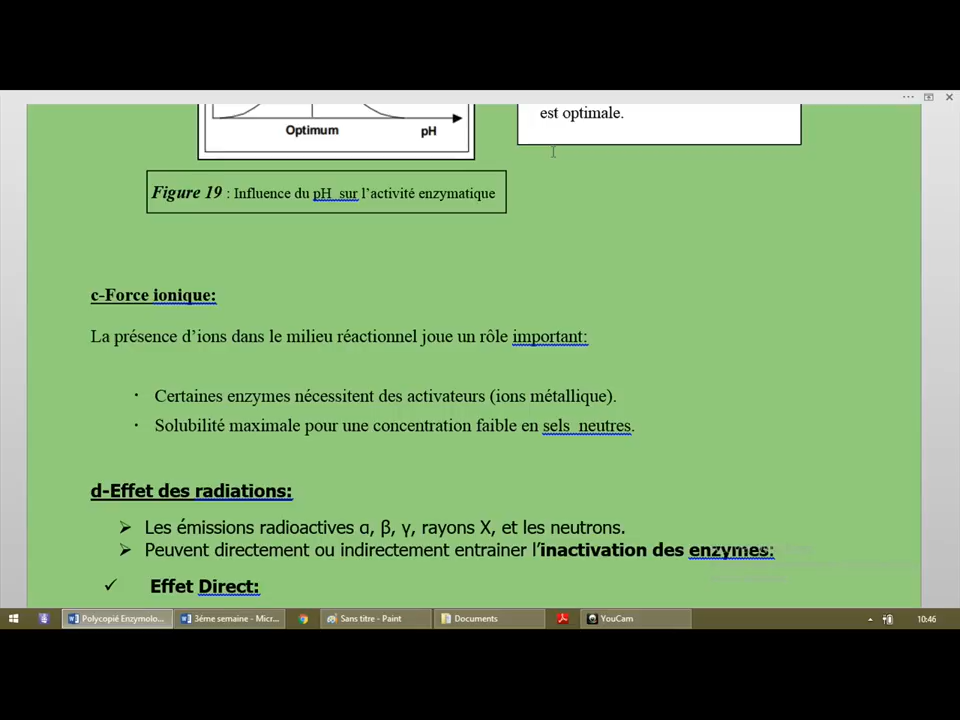 est optimale.
Optimum pH
Figure 19 : Influence du pH sur l'activité enzymatique
c-Force ionique:
La présence d'ions dans le milieu réactionnel joue un rôle important:
· Certaines enzymes nécessitent des activateurs (ions métallique).
· Solubilité maximale pour une concentration faible en sels neutres.
d-Effet des radiations:
➢ Les émissions radioactives α, β, γ, rayons X, et les neutrons.
➢ Peuvent directement ou indirectement entrainer l'inactivation des enzymes:
✓ Effet Direct:
Polycopié Enzymolo... 3éme semaine - Micr... Sans titre - Paint Documents YouCam 10:46